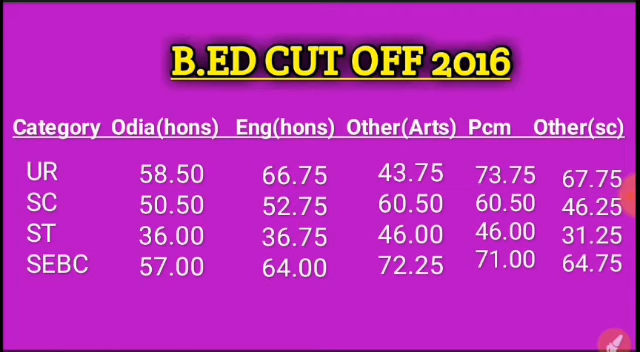 B.ED CUT OFF 2016
Category Odia(hons) Eng(hons) Other(Arts) Pcm Other(sc)
UR 58.50 66.75 43.75 73.75 67.75
SC 50.50 52.75 60.50 60.50 46.25
ST 36.00 36.75 46.00 46.00 31.25
SEBC 57.00 64.00 72.25 71.00 64.75